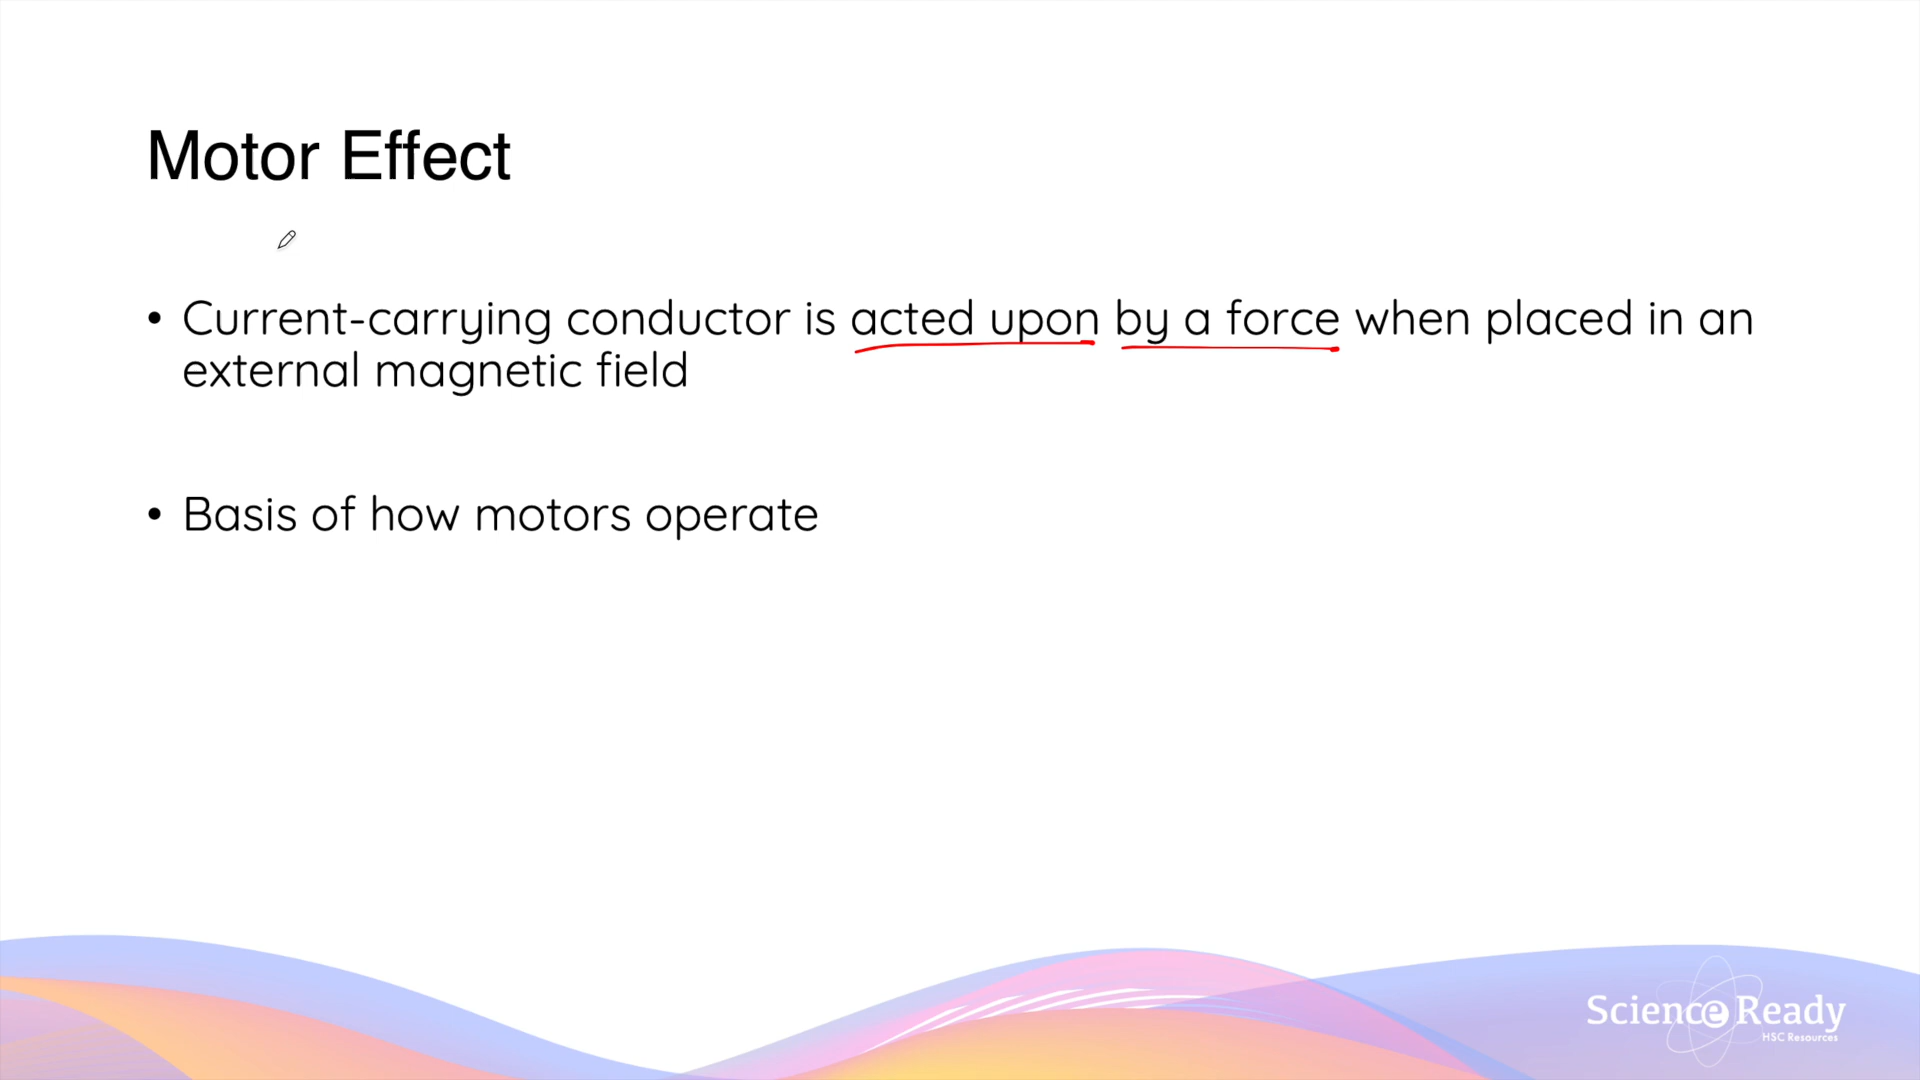 Motor Effect
• Current-carrying conductor is acted upon by a force when placed in an
external magnetic field
• Basis of how motors operate
Science Ready
HSC Resources